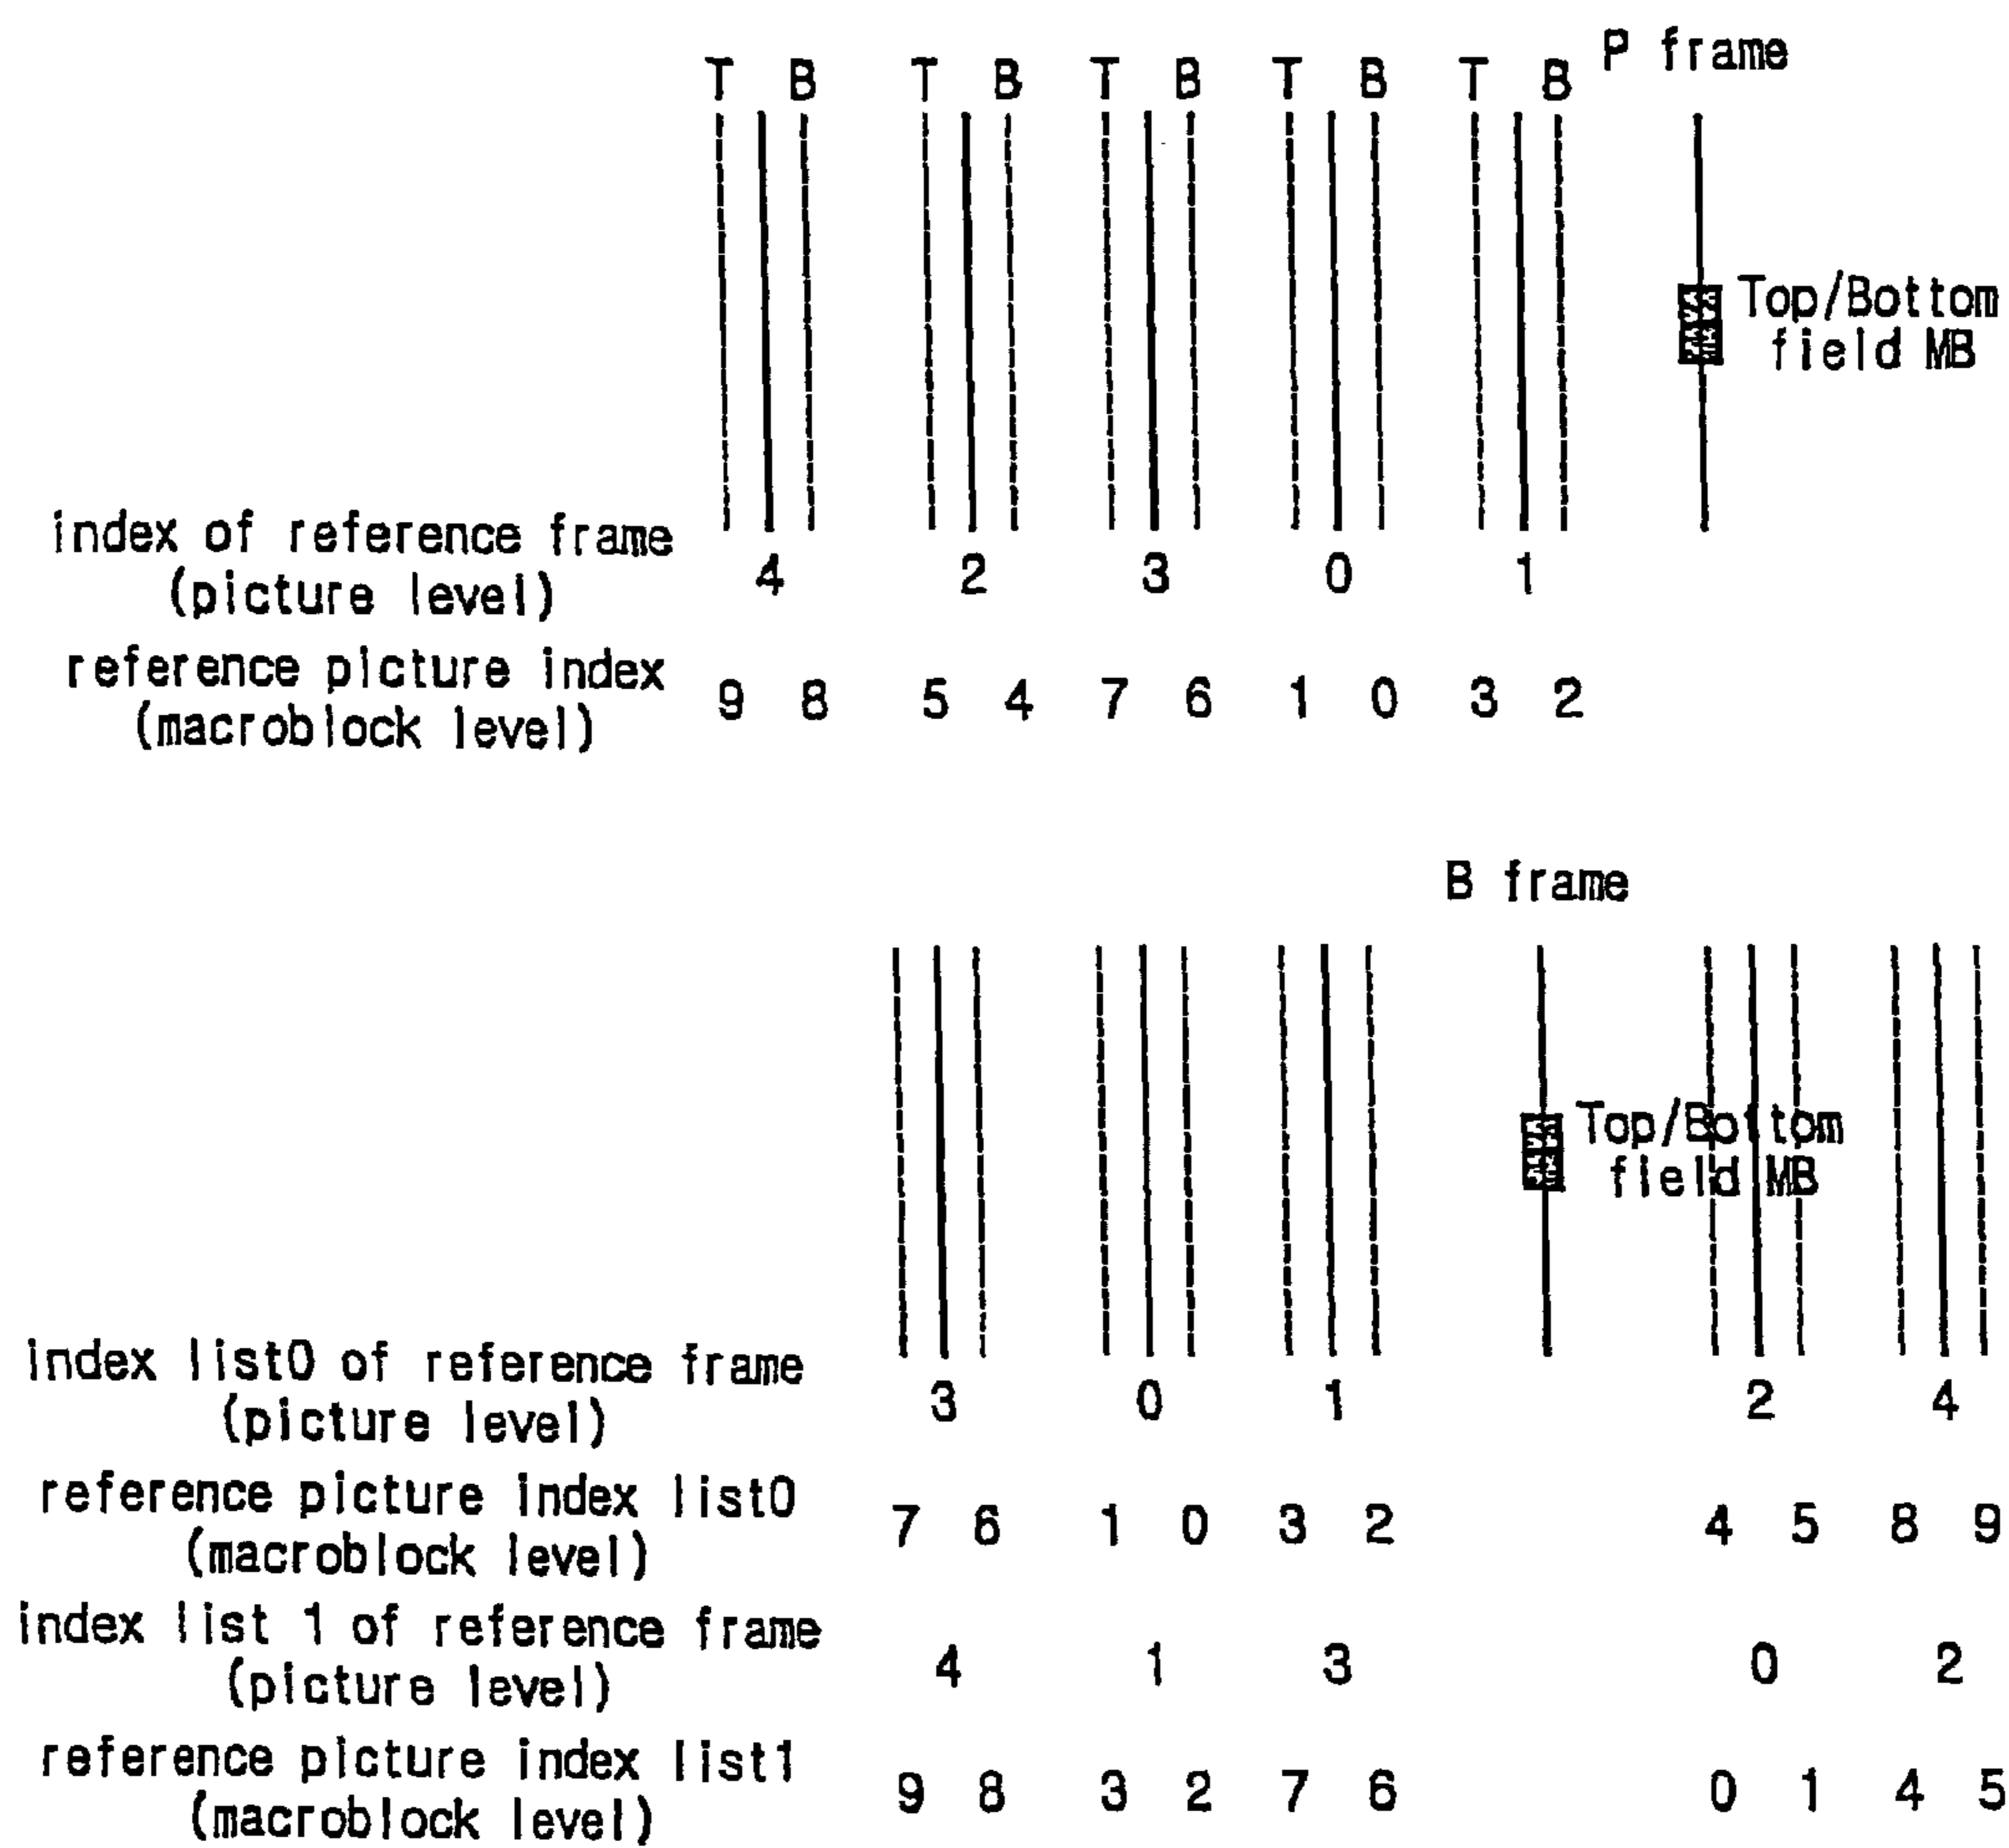 P frame
T B T B T B T B T B
Top/Bottom
field MB
index of reference frame
(picture level)
4 2 3 0 1
reference picture index
(macroblock level)
9 8 5 4 7 6 1 0 3 2
B frame
Top/Bottom
field MB
index list0 of reference frame
(picture level)
3 0 1 2 4
reference picture index list0
(macroblock level)
7 6 1 0 3 2 4 5 8 9
index list 1 of reference frame
(picture level)
4 1 3 0 2
reference picture index list1
(macroblock level)
9 8 3 2 7 6 0 1 4 5